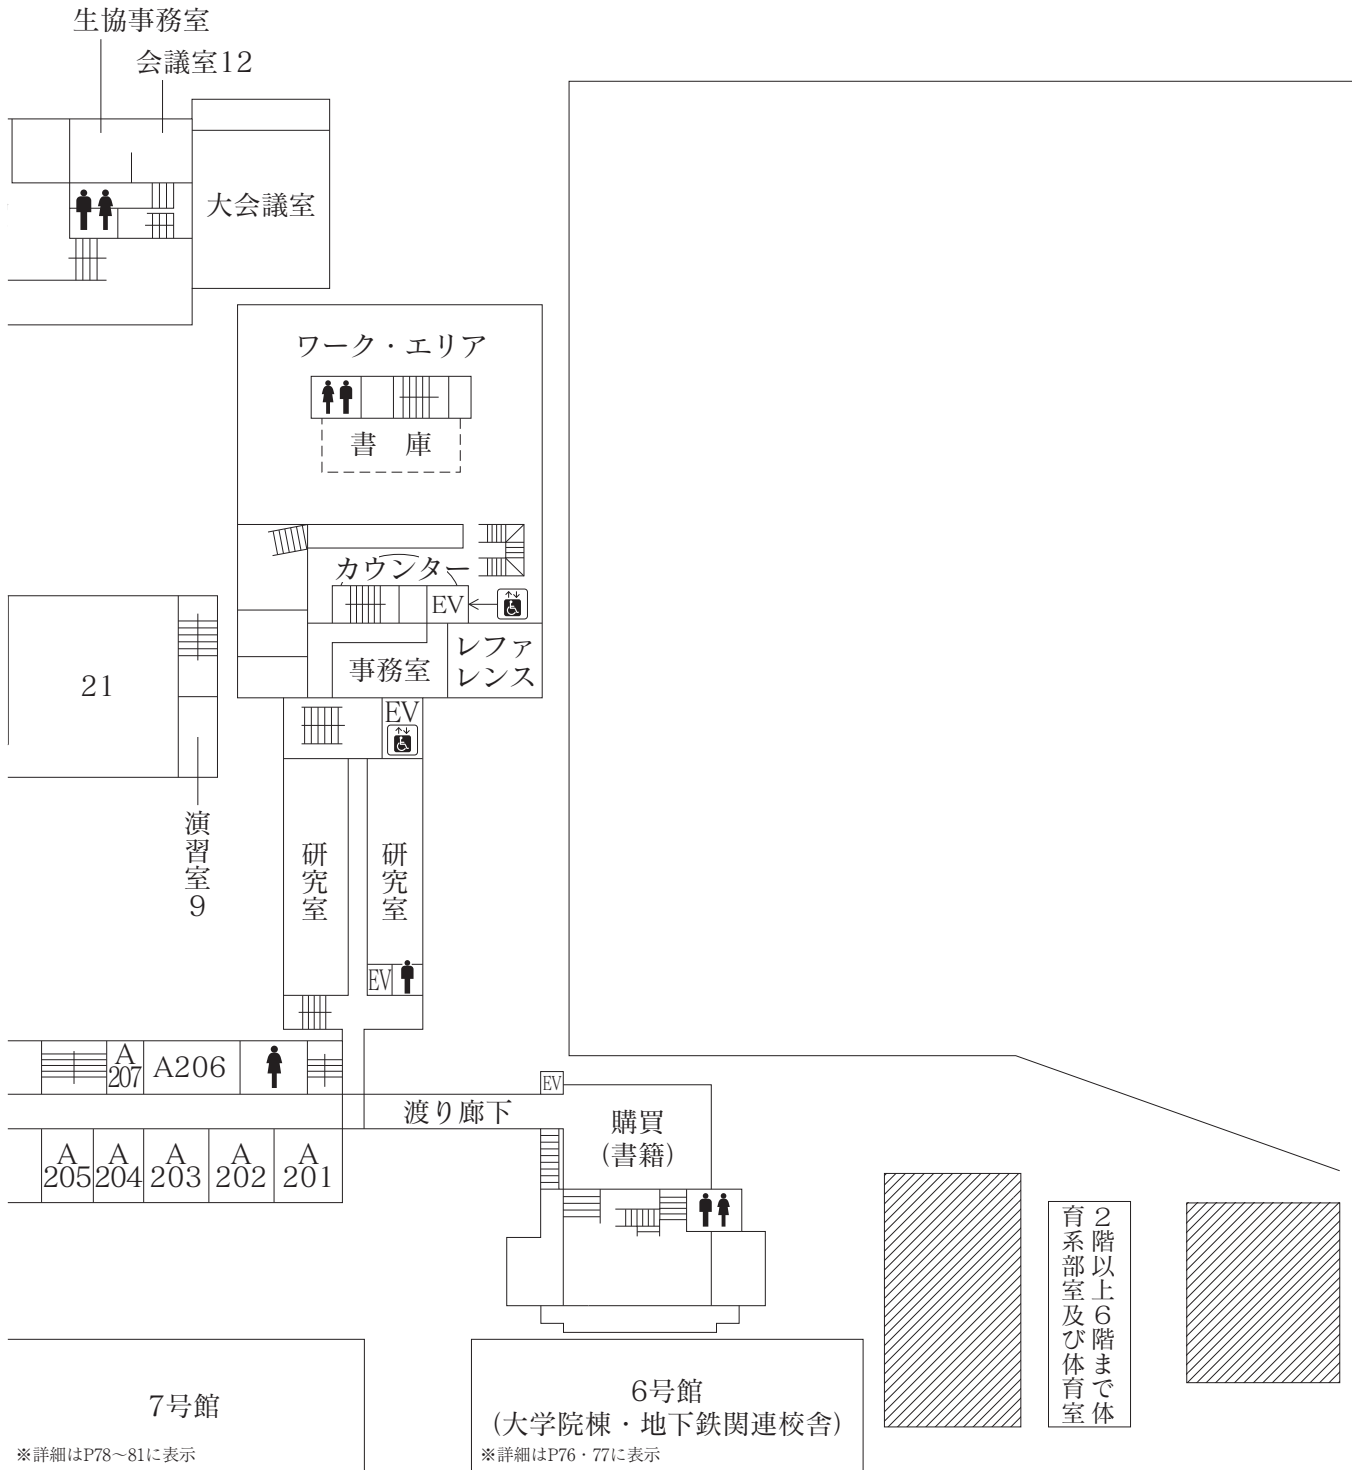 生協事務室
会議室12
大会議室
ワーク・エリア
書 庫
カウンター
EV
レファ
レンス
事務室
21
EV
演習室9
研究室
研究室
EV
A
207
A206
EV
渡り廊下
購買
(書籍)
A
205
A
204
A
203
A
202
A
201
2階以上6階まで体
育系部室及び体育室
7号館
※詳細はP78～81に表示
6号館
(大学院棟・地下鉄関連校舎)
※詳細はP76・77に表示